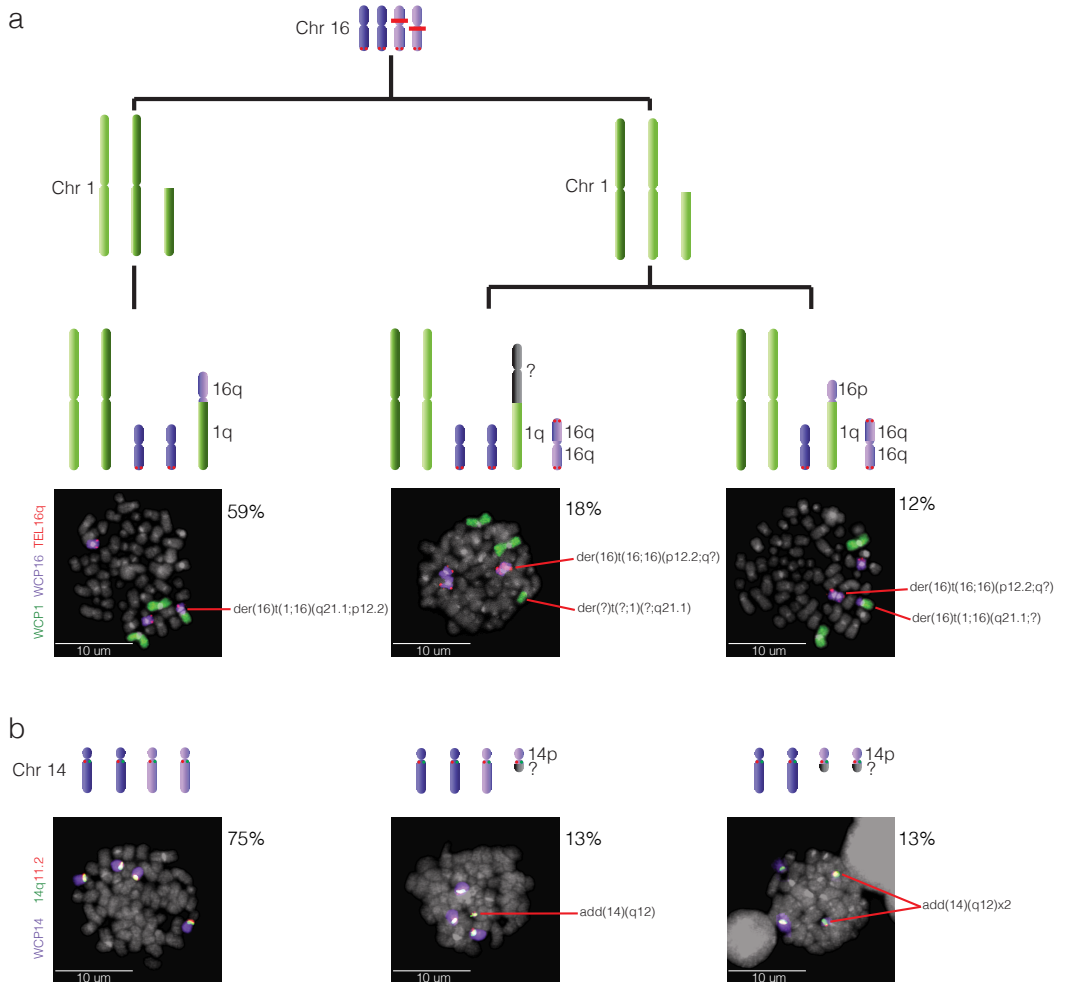 a
Chr 16
Chr 1
Chr 1
16q
1q
?
1q
16q
16q
16p
1q
16q
16q
WCP1 WCP16 TEL16q
59%
der(16)t(1;16)(q21.1;p12.2)
10 um
18%
der(16)t(16;16)(p12.2;q?)
der(?)t(?;1)(?;q21.1)
10 um
12%
der(16)t(16;16)(p12.2;q?)
der(16)t(1;16)(q21.1;?)
10 um
b
Chr 14
14p
?
14p
?
WCP14 14q11.2
75%
10 um
13%
add(14)(q12)
10 um
13%
add(14)(q12)x2
10 um